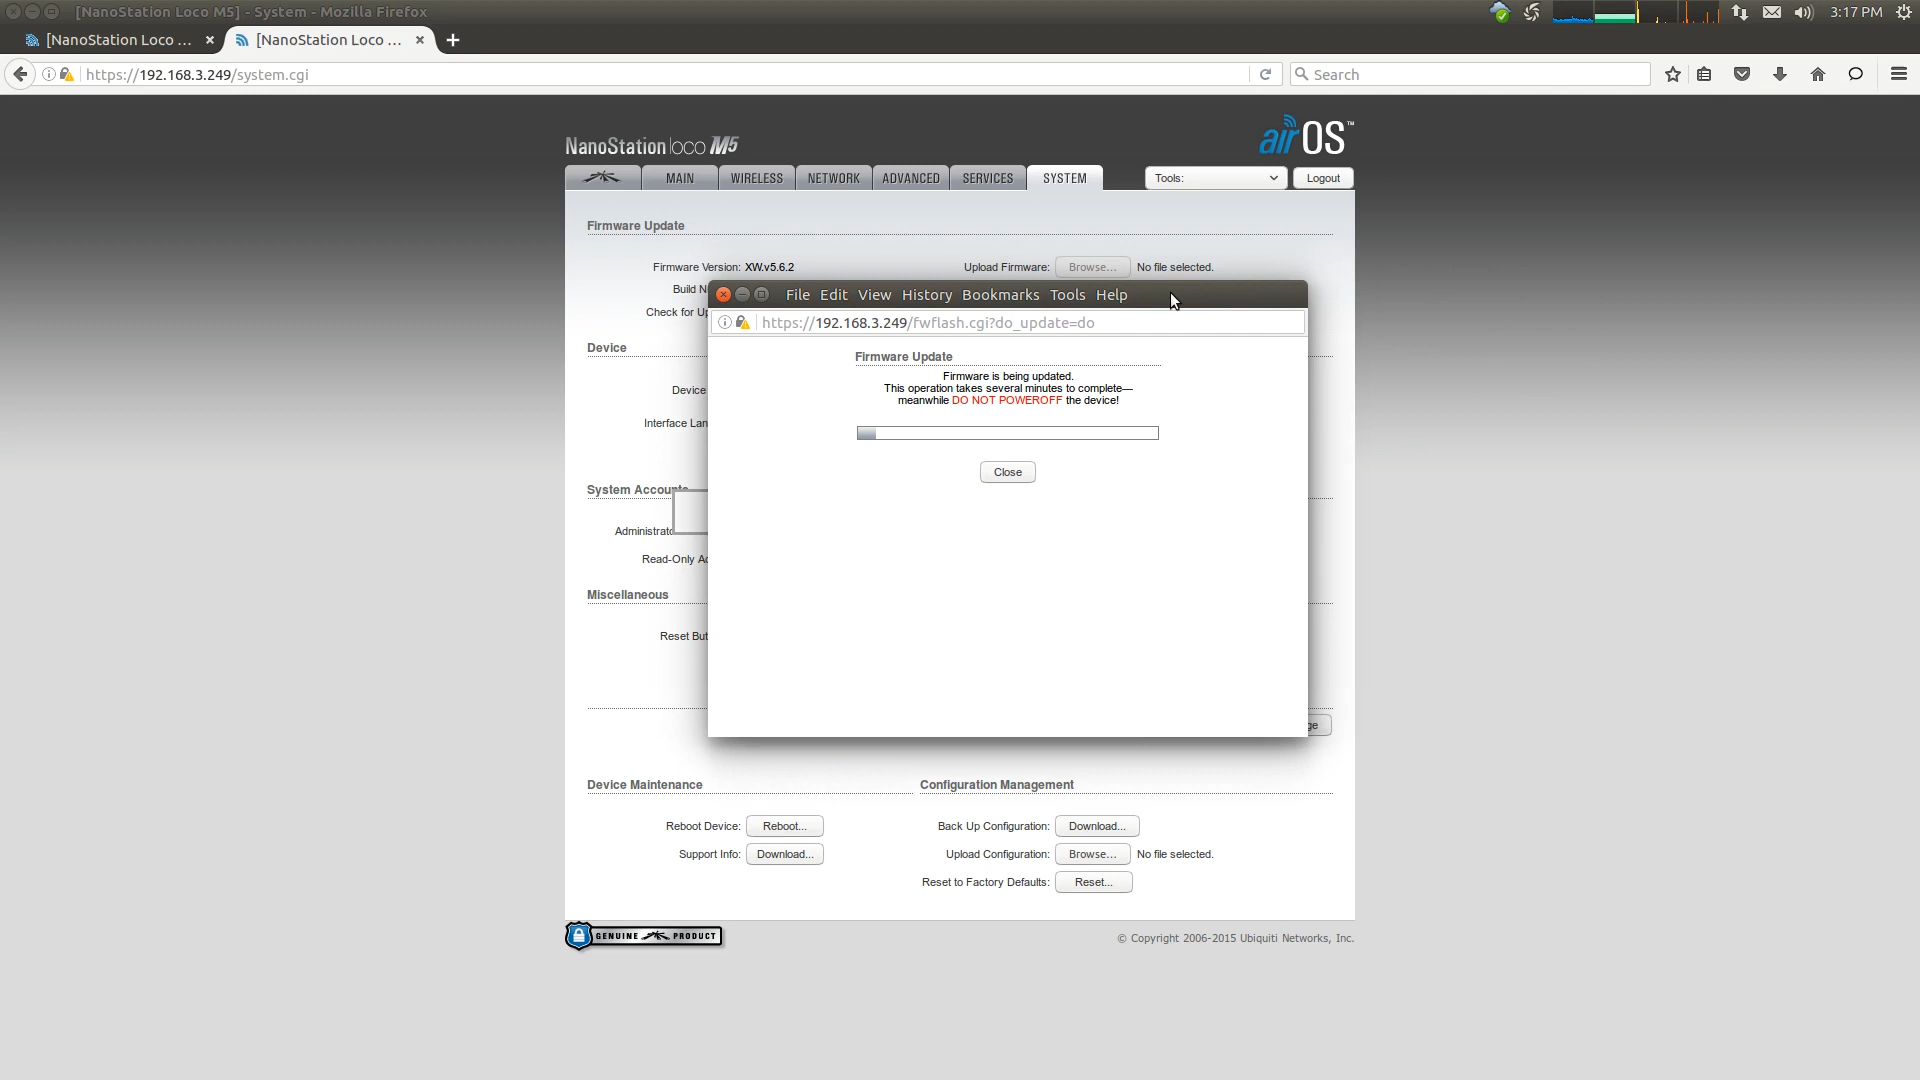 [NanoStation Loco M5] - System - Mozilla Firefox
3:17 PM
[NanoStation Loco ...
[NanoStation Loco ...
https://192.168.3.249/system.cgi
Search
NanoStation loco M5
airOS™
MAIN
WIRELESS
NETWORK
ADVANCED
SERVICES
SYSTEM
Tools:
Logout
Firmware Update
Firmware Version: XW.v5.6.2
Upload Firmware: Browse... No file selected.
Build N
Check for Up
File Edit View History Bookmarks Tools Help
https://192.168.3.249/fwflash.cgi?do_update=do
Firmware Update
Firmware is being updated.
This operation takes several minutes to complete—
meanwhile DO NOT POWEROFF the device!
Close
Device
Device
Interface Lan
System Accounts
Administrato
Read-Only Ac
Miscellaneous
Reset But
ge
Device Maintenance
Configuration Management
Reboot Device: Reboot...
Back Up Configuration: Download...
Support Info: Download...
Upload Configuration: Browse... No file selected.
Reset to Factory Defaults: Reset...
GENUINE PRODUCT
© Copyright 2006-2015 Ubiquiti Networks, Inc.